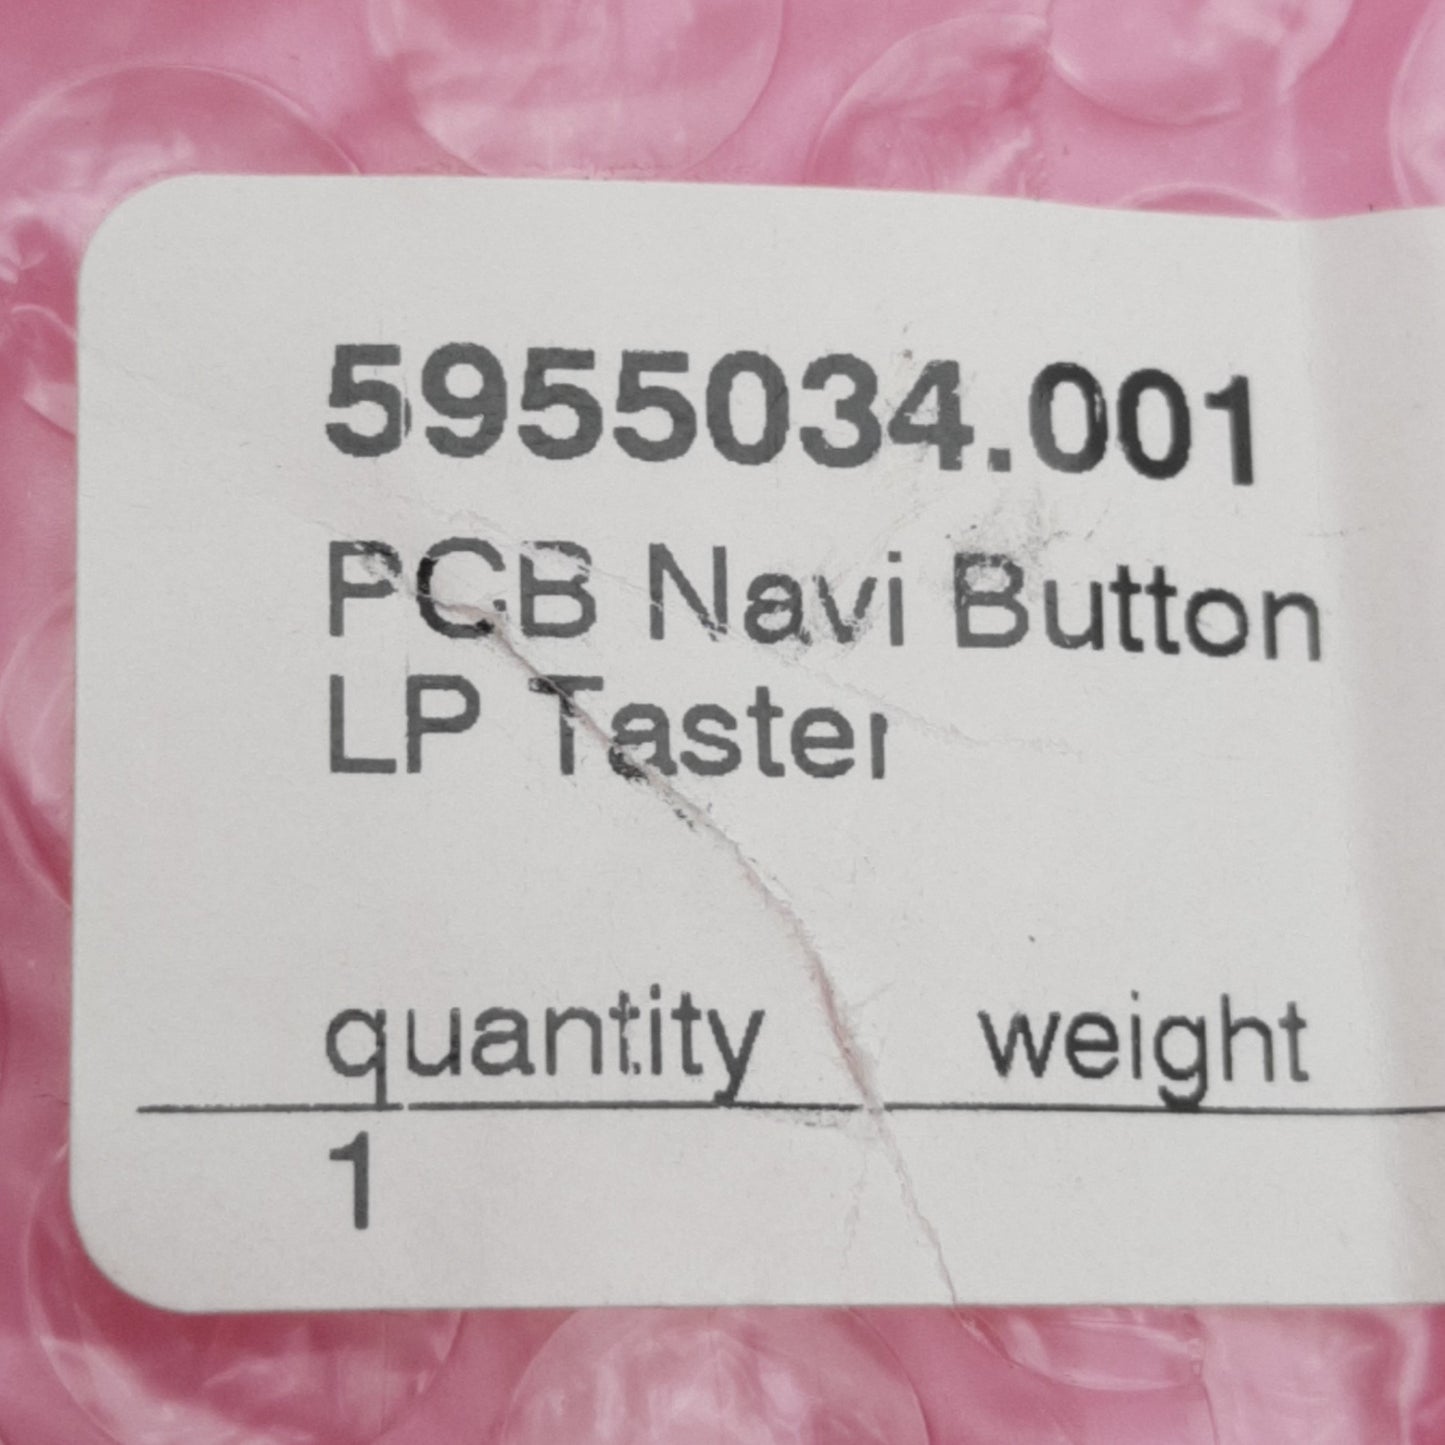 5955034.001
PCB Navi Button
LP Taster
quantity weight
1